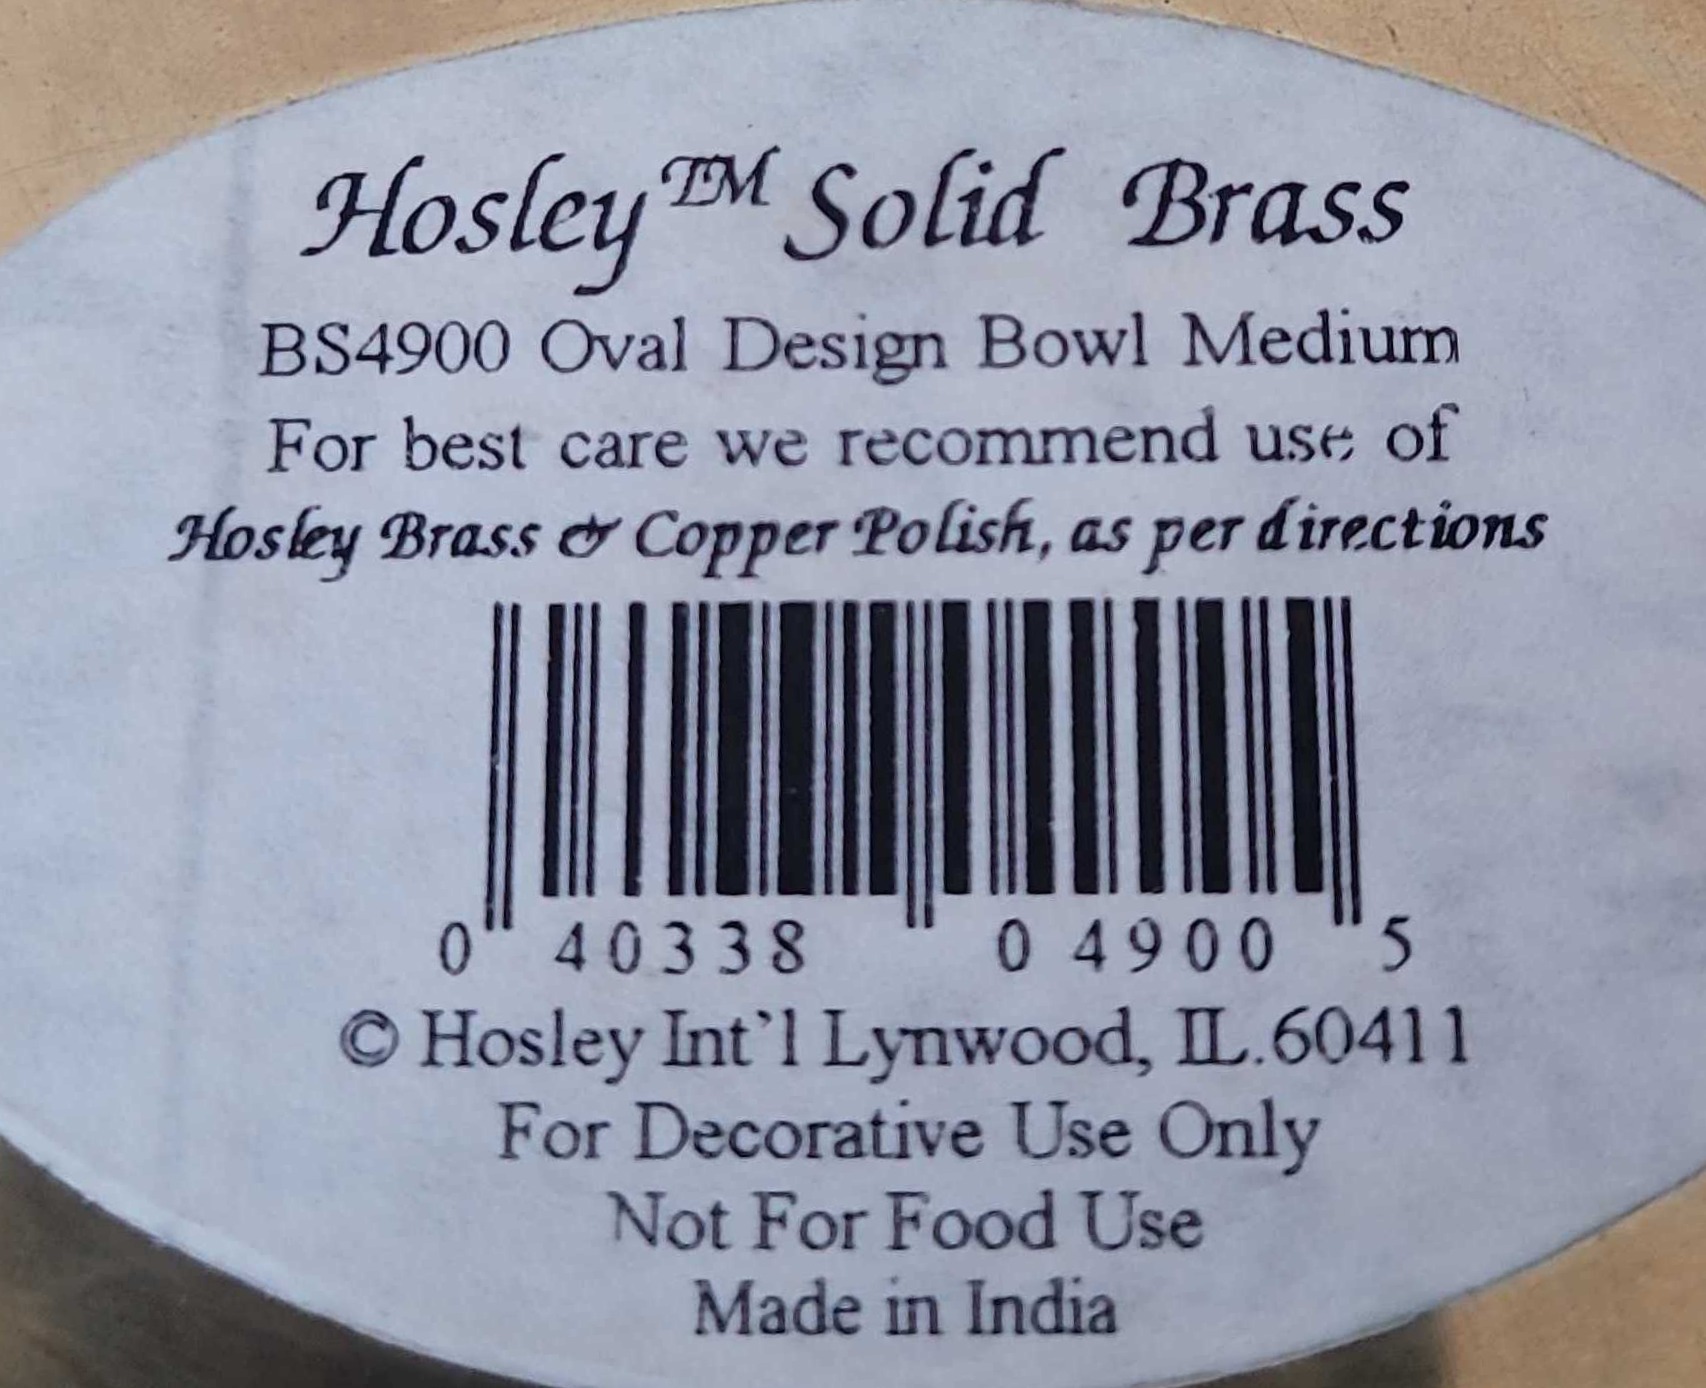 Hosley™ Solid Brass
BS4900 Oval Design Bowl Medium
For best care we recommend use of
Hosley Brass & Copper Polish, as per directions
0 40338 04900 5
© Hosley Int'l Lynwood, IL.60411
For Decorative Use Only
Not For Food Use
Made in India